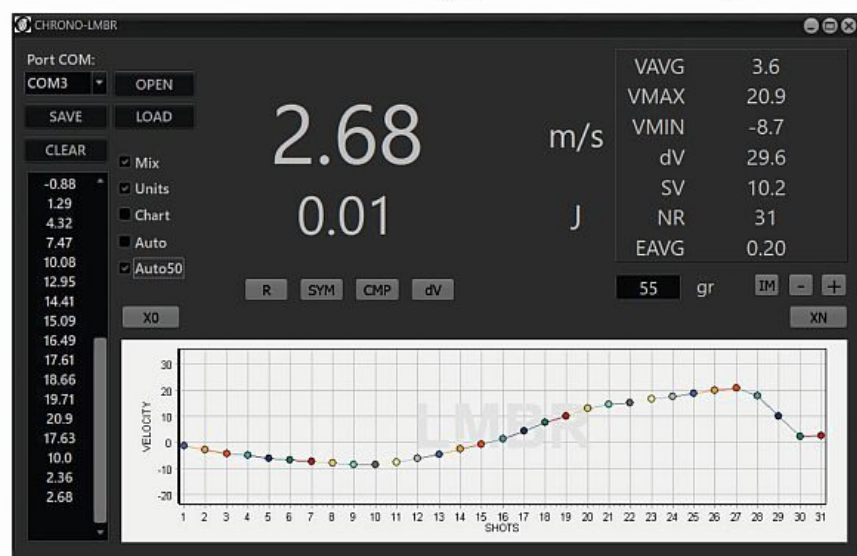 CHRONO-LMBR
Port COM:
COM3
OPEN
SAVE
LOAD
CLEAR
Mix
Units
Chart
Auto
Auto50
-0.88
1.29
4.32
7.47
10.08
12.95
14.41
15.09
16.49
17.61
18.66
19.71
20.9
17.63
10.0
2.36
2.68
2.68 m/s
0.01 J
R SYM CMP dV
VAVG 3.6
VMAX 20.9
VMIN -8.7
dV 29.6
SV 10.2
NR 31
EAVG 0.20
55 gr IM - +
X0
XN
LMBR
VELOCITY
30
20
10
0
-10
-20
1 2 3 4 5 6 7 8 9 10 11 12 13 14 15 16 17 18 19 20 21 22 23 24 25 26 27 28 29 30 31
SHOTS